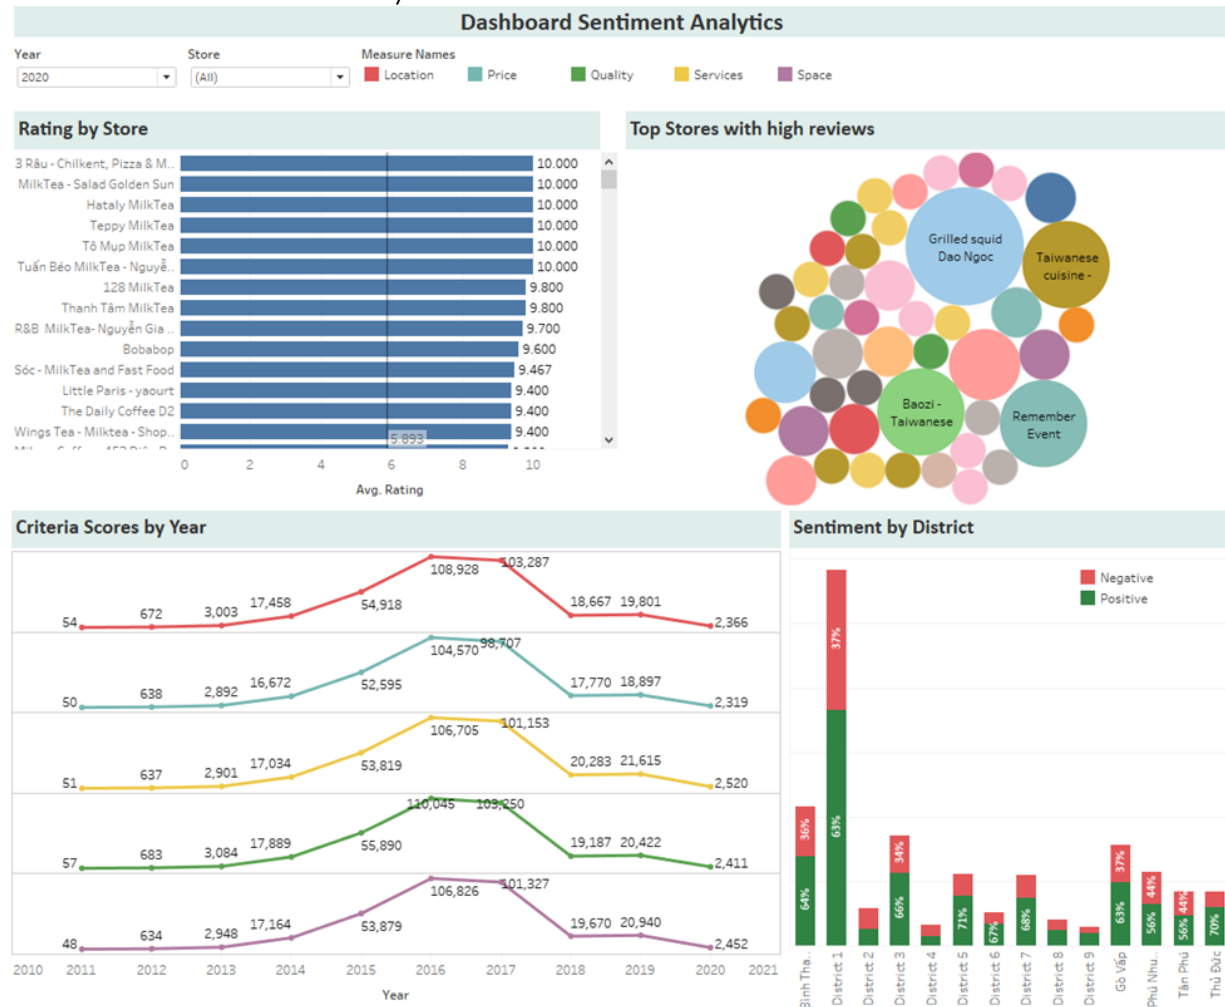 Dashboard Sentiment Analytics
Year
Store
Measure Names
2020
(All)
Location
Price
Quality
Services
Space
Rating by Store
3 Râu - Chilkent, Pizza & M.. 10.000
MilkTea - Salad Golden Sun 10.000
Hataly MilkTea 10.000
Teppy MilkTea 10.000
Tô Mụp MilkTea 10.000
Tuấn Béo MilkTea - Nguyễ.. 10.000
128 MilkTea 9.800
Thanh Tâm MilkTea 9.800
R&B MilkTea- Nguyễn Gia .. 9.700
Bobabop 9.600
Sóc - MilkTea and Fast Food 9.467
Little Paris - yaourt 9.400
The Daily Coffee D2 9.400
Wings Tea - Milktea - Shop.. 9.400
5.893
0 2 4 6 8 10
Avg. Rating
Top Stores with high reviews
Grilled squid
Dao Ngoc
Taiwanese
cuisine -
Baozi -
Taiwanese
Remember
Event
Criteria Scores by Year
54 672 3,003 17,458 54,918 108,928 103,287 18,667 19,801 2,366
50 638 2,892 16,672 52,595 104,570 98,707 17,770 18,897 2,319
51 637 2,901 17,034 53,819 106,705 101,153 20,283 21,615 2,520
57 683 3,084 17,889 55,890 110,045 103,250 19,187 20,422 2,411
48 634 2,948 17,164 53,879 106,826 101,327 19,670 20,940 2,452
2010 2011 2012 2013 2014 2015 2016 2017 2018 2019 2020 2021
Year
Sentiment by District
Negative
Positive
36% 37% 34% 37% 44% 44%
64% 63% 66% 71% 67% 68% 63% 56% 56% 70%
Bình Tha..
District 1
District 2
District 3
District 4
District 5
District 6
District 7
District 8
District 9
Gò Vấp
Phú Nhu..
Tân Phú
Thủ Đức